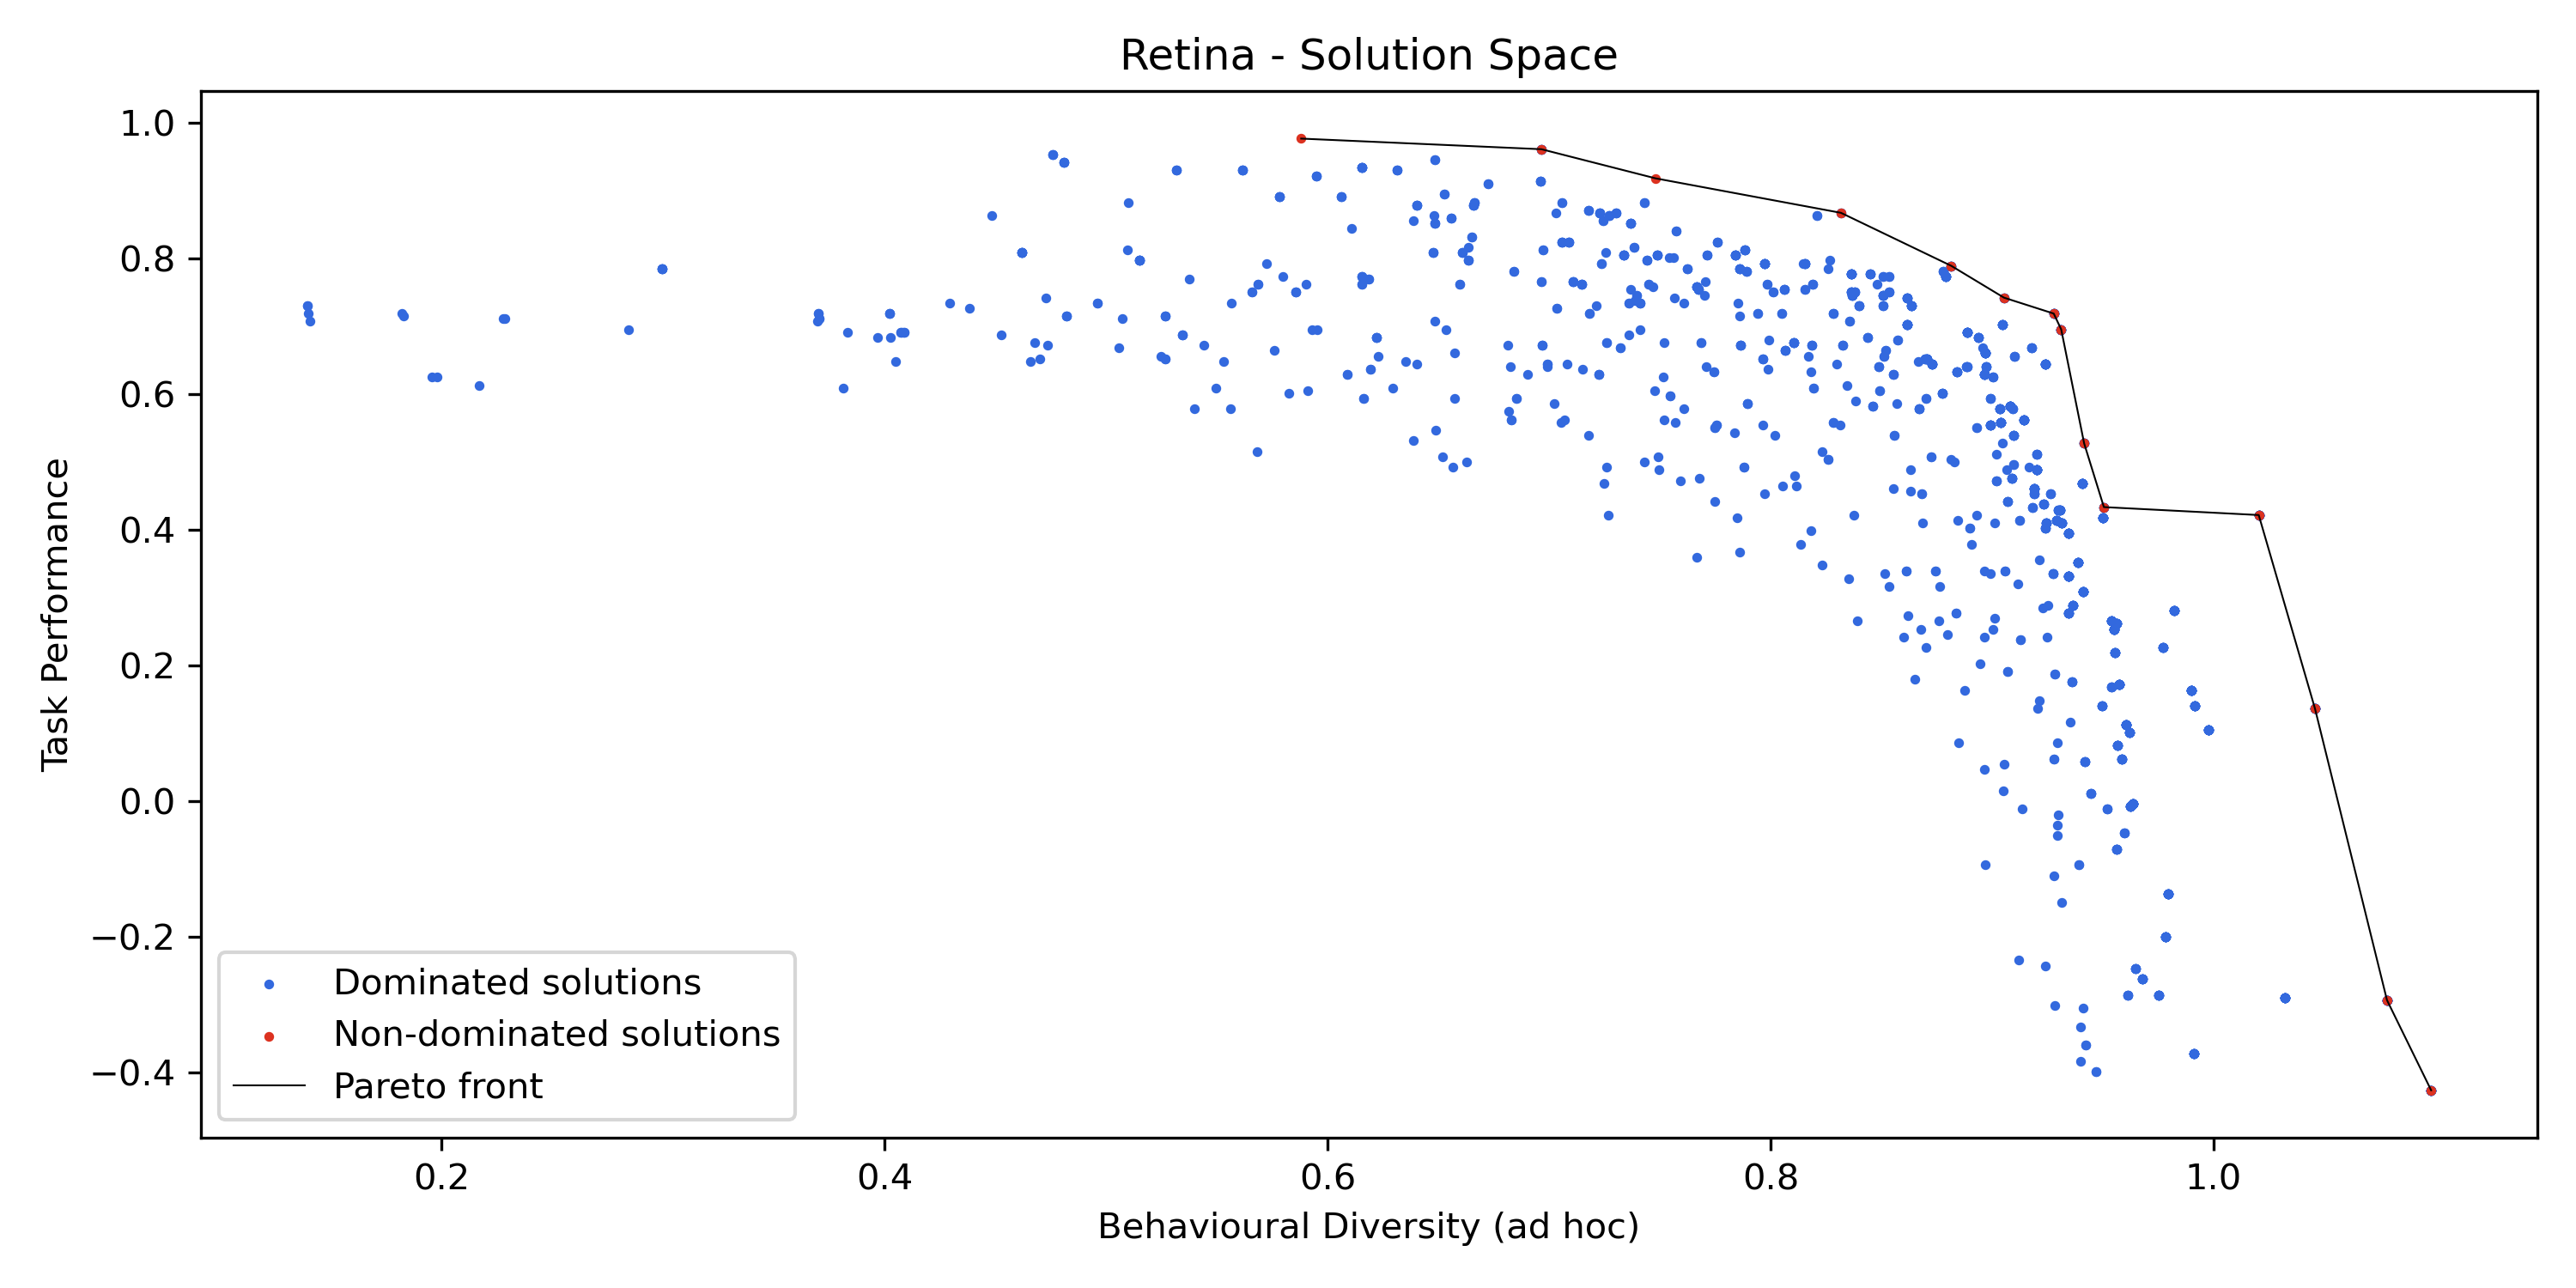 Retina - Solution Space
1.0
0.8
0.6
0.4
0.2
0.0
−0.2
−0.4
Task Performance
Dominated solutions
Non-dominated solutions
Pareto front
0.2 0.4 0.6 0.8 1.0
Behavioural Diversity (ad hoc)